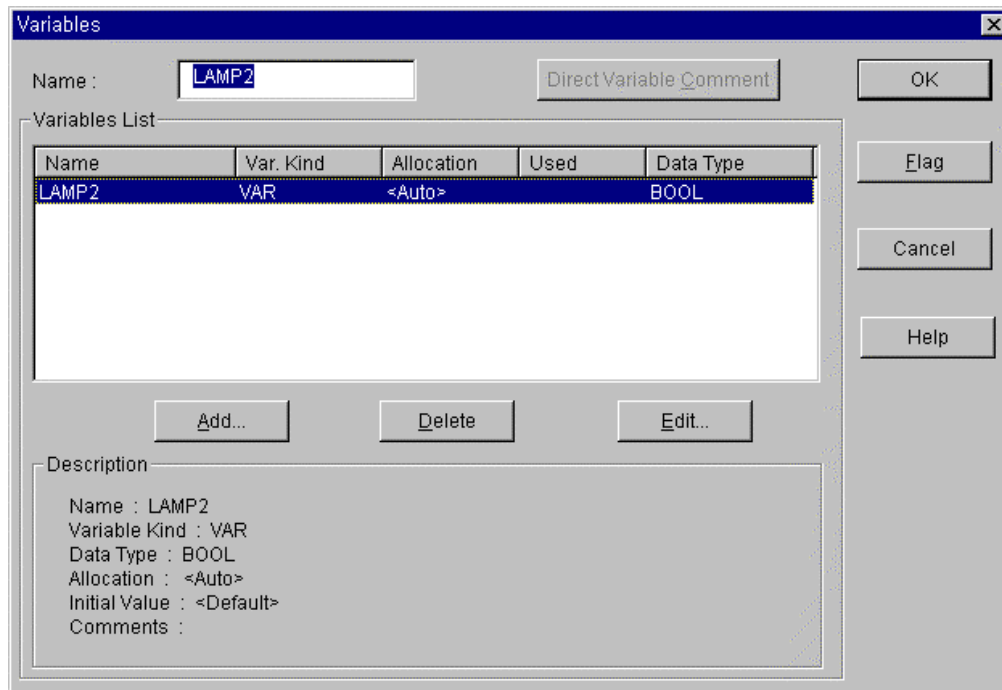 Variables
Name : LAMP2 Direct Variable Comment OK
Variables List
Name Var. Kind Allocation Used Data Type Flag
LAMP2 VAR <Auto> BOOL
Cancel
Help
Add... Delete Edit...
Description
Name : LAMP2
Variable Kind : VAR
Data Type : BOOL
Allocation : <Auto>
Initial Value : <Default>
Comments :